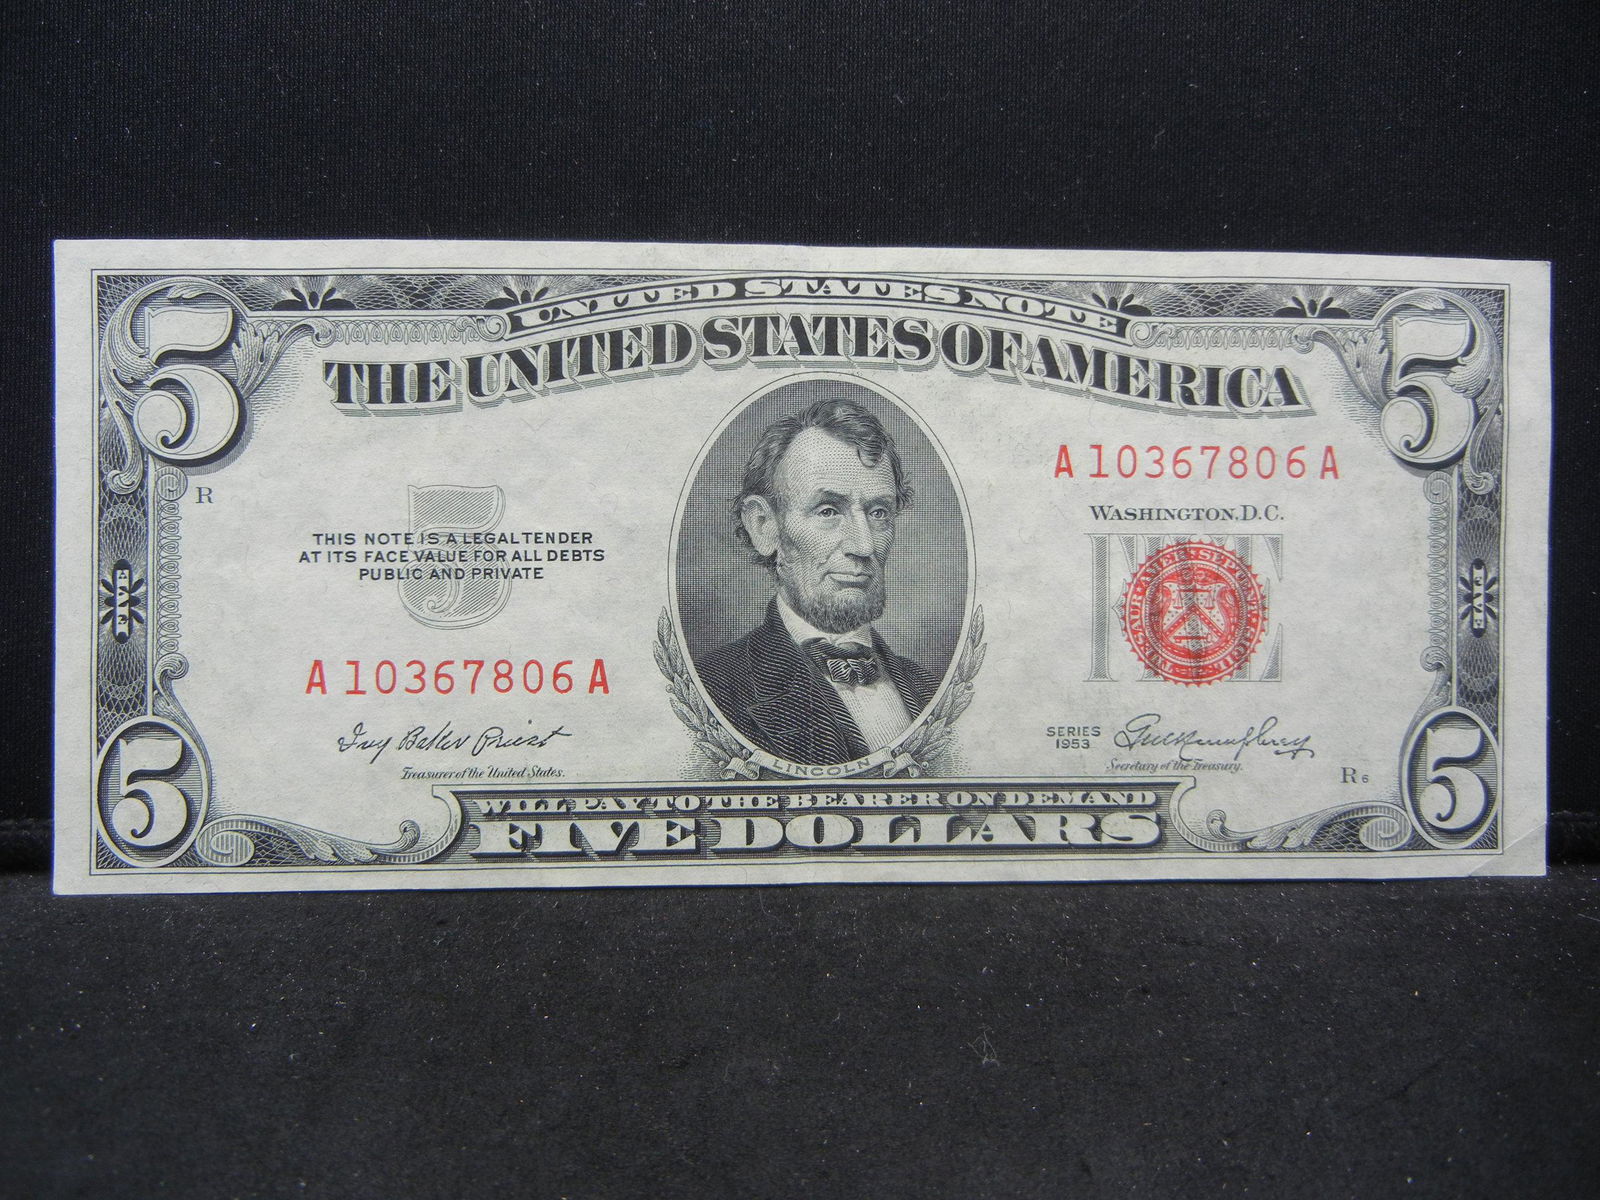 UNITED STATES NOTE
THE UNITED STATES OF AMERICA
5
5
A 10367806 A
R
WASHINGTON, D.C.
5
THIS NOTE IS A LEGAL TENDER
AT ITS FACE VALUE FOR ALL DEBTS
PUBLIC AND PRIVATE
FIVE
FIVE
FIVE
A 10367806 A
Ivy Baker Priest
Treasurer of the United States.
SERIES
1953
G M Humphrey
Secretary of the Treasury.
R 6
LINCOLN
5
5
WILL PAY TO THE BEARER ON DEMAND
FIVE DOLLARS